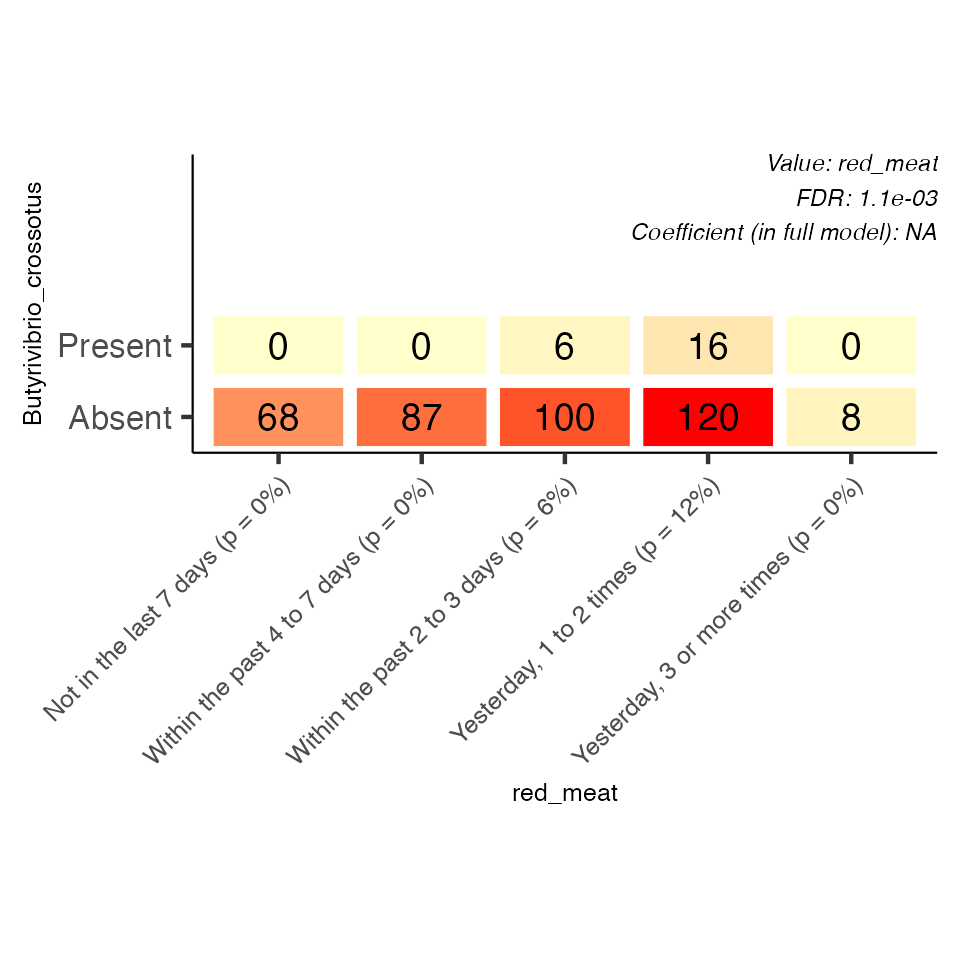 Value: red_meat
FDR: 1.1e-03
Coefficient (in full model): NA
Butyrivibrio_crossotus
Present
0
0
6
16
0
Absent
68
87
100
120
8
Not in the last 7 days (p = 0%)
Within the past 4 to 7 days (p = 0%)
Within the past 2 to 3 days (p = 6%)
Yesterday, 1 to 2 times (p = 12%)
Yesterday, 3 or more times (p = 0%)
red_meat